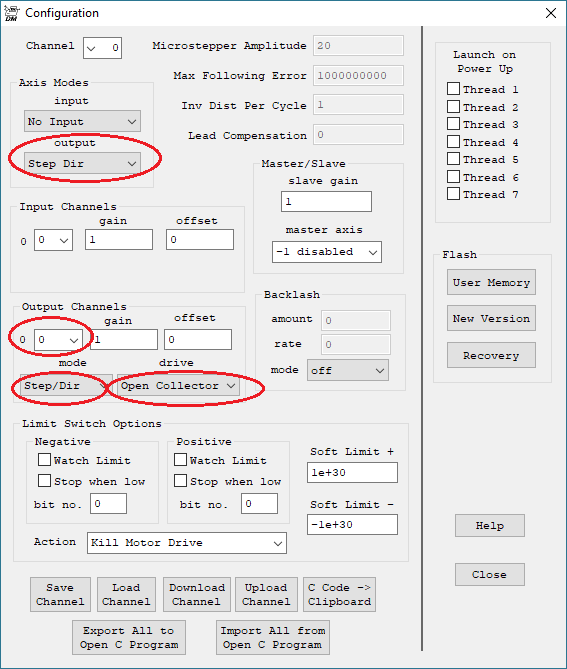 DM
Configuration
Channel 0
Microstepper Amplitude 20
Max Following Error 1000000000
Inv Dist Per Cycle 1
Lead Compensation 0
Axis Modes
input
No Input
output
Step Dir
Master/Slave
slave gain
1
master axis
-1 disabled
Input Channels
gain offset
0 0 1 0
Output Channels
gain offset
0 0 1 0
mode drive
Step/Dir Open Collector
Backlash
amount 0
rate 0
mode off
Limit Switch Options
Negative
Watch Limit
Stop when low
bit no. 0
Positive
Watch Limit
Stop when low
bit no. 0
Soft Limit +
1e+30
Soft Limit -
-1e+30
Action Kill Motor Drive
Save Channel
Load Channel
Download Channel
Upload Channel
C Code -> Clipboard
Export All to Open C Program
Import All from Open C Program
Launch on
Power Up
Thread 1
Thread 2
Thread 3
Thread 4
Thread 5
Thread 6
Thread 7
Flash
User Memory
New Version
Recovery
Help
Close